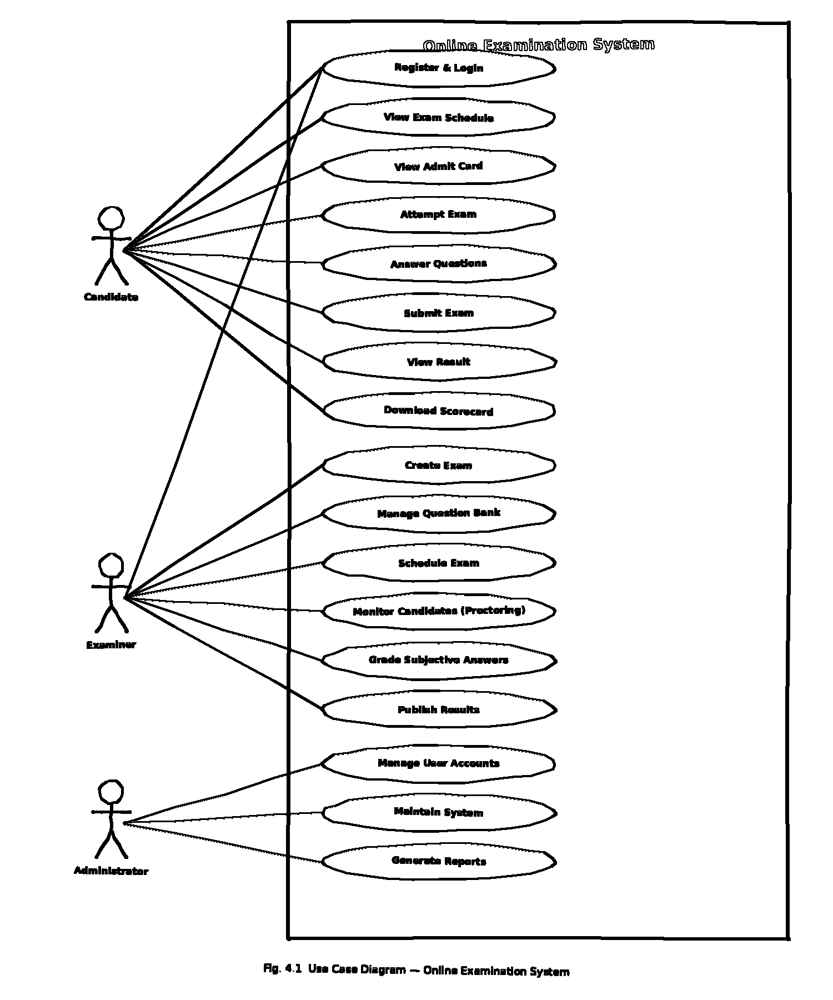 Online Examination System
Register & Login
View Exam Schedule
View Admit Card
Attempt Exam
Answer Questions
Candidate
Submit Exam
View Result
Download Scorecard
Create Exam
Manage Question Bank
Schedule Exam
Monitor Candidates (Proctoring)
Examiner
Grade Subjective Answers
Publish Results
Manage User Accounts
Maintain System
Generate Reports
Administrator
Fig. 4.1 Use Case Diagram — Online Examination System